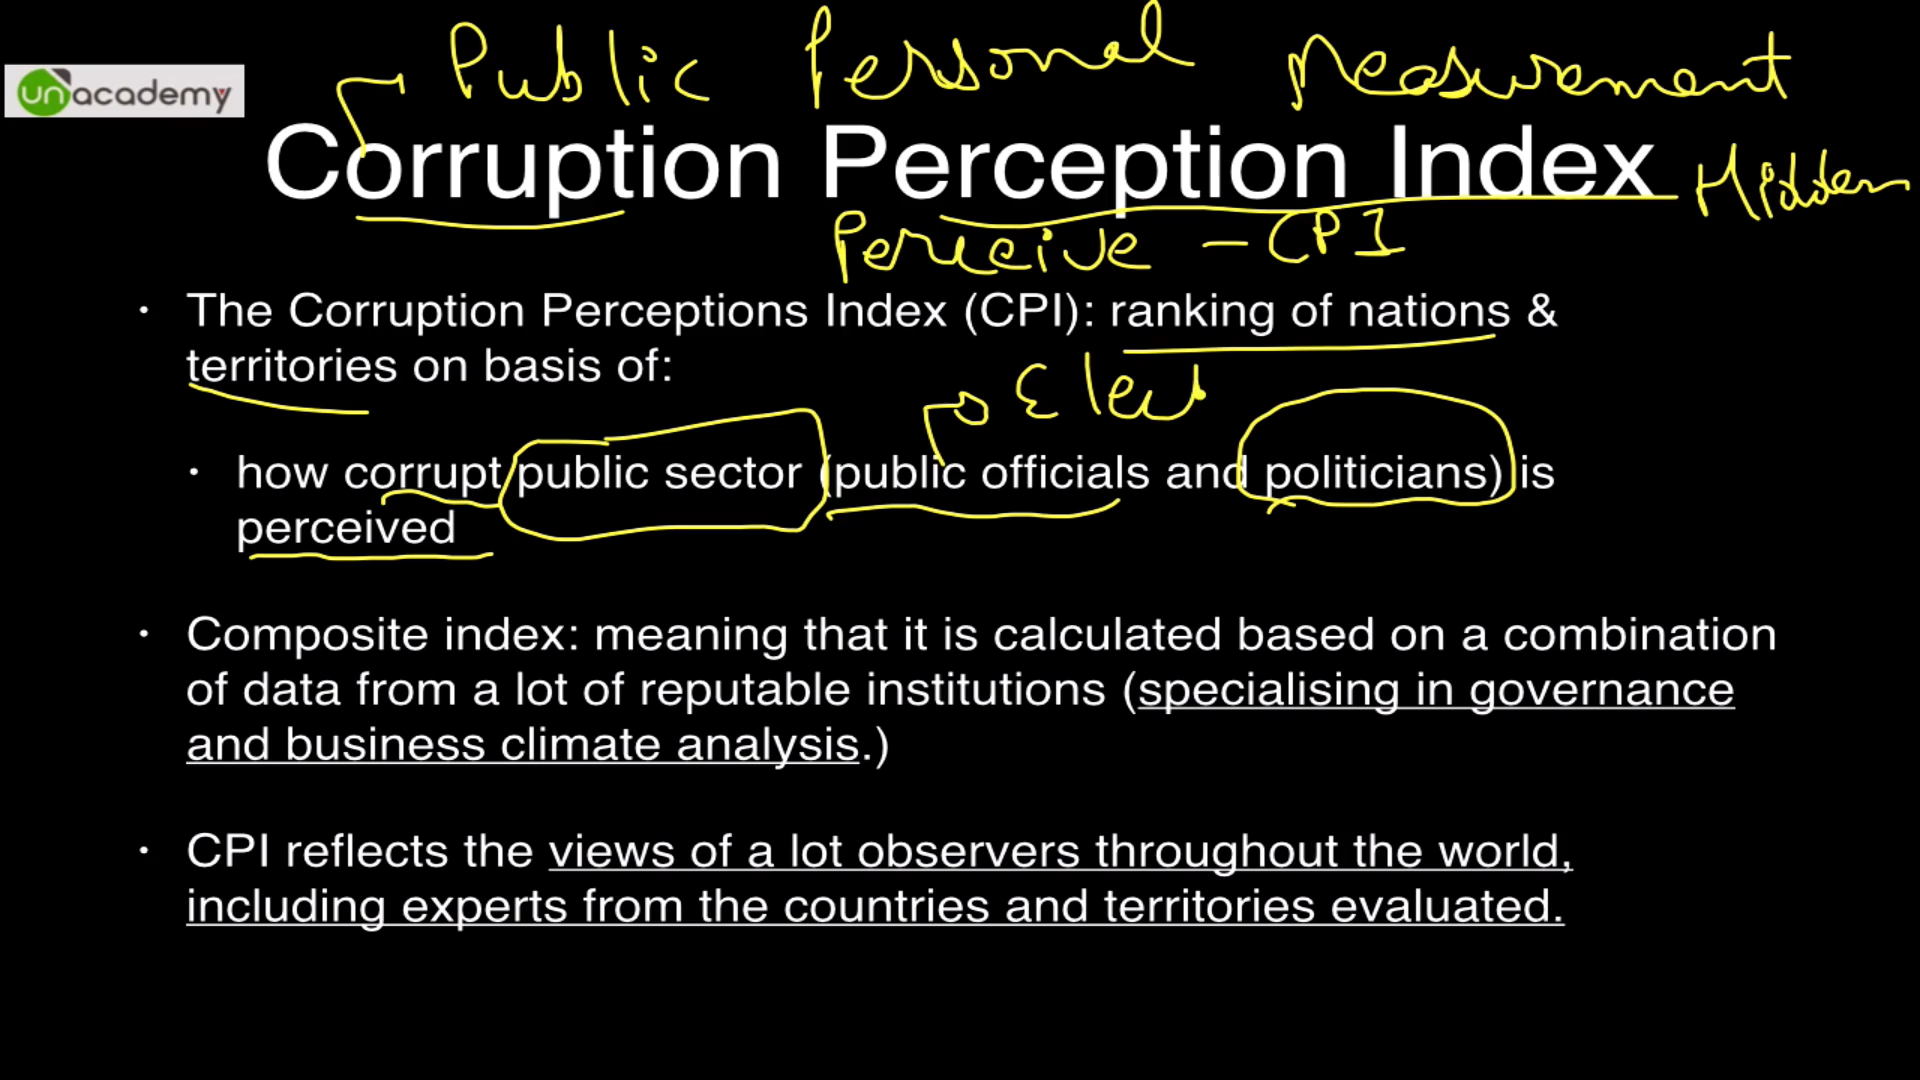 Public Personal Measurement
unacademy
Corruption Perception Index
Hidden
Perceive - CPI
• The Corruption Perceptions Index (CPI): ranking of nations &
territories on basis of:
Elect
• how corrupt public sector (public officials and politicians) is
perceived
• Composite index: meaning that it is calculated based on a combination
of data from a lot of reputable institutions (specialising in governance
and business climate analysis.)
• CPI reflects the views of a lot observers throughout the world,
including experts from the countries and territories evaluated.